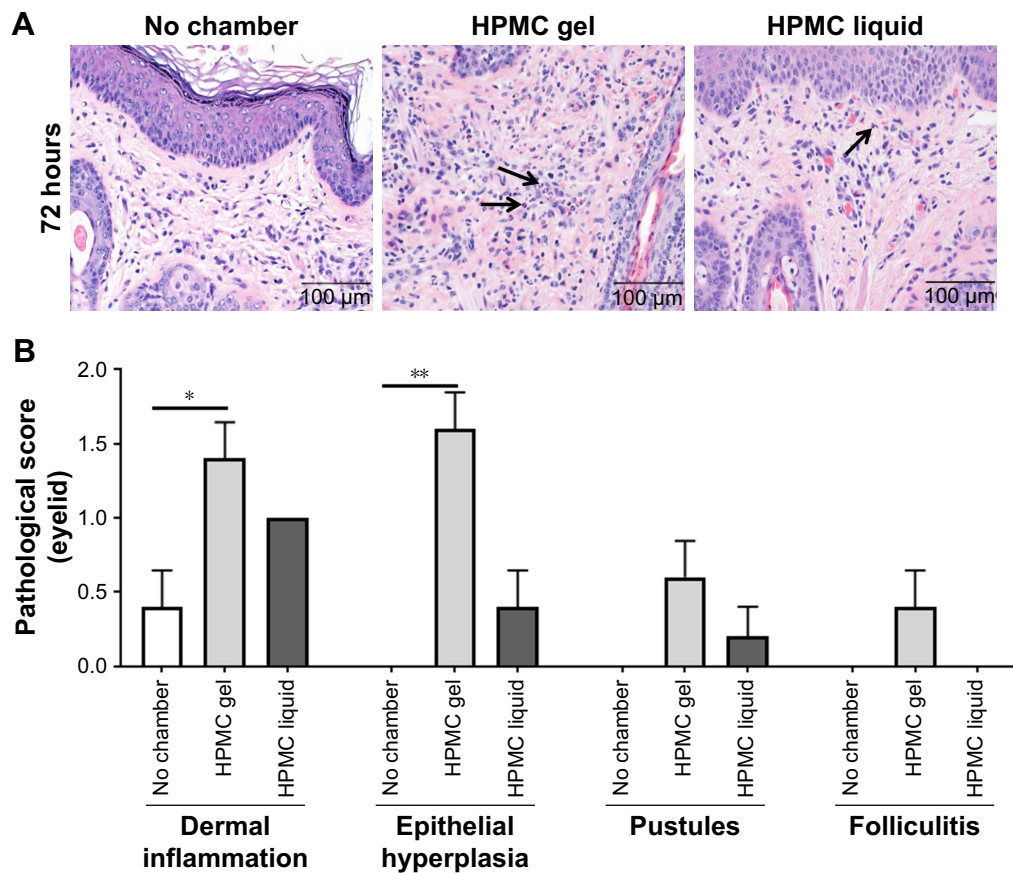 A
No chamber
HPMC gel
HPMC liquid
72 hours
100 µm
100 µm
100 µm
B
Pathological score
(eyelid)
2.0
1.5
1.0
0.5
0.0
*
**
No chamber
HPMC gel
HPMC liquid
No chamber
HPMC gel
HPMC liquid
No chamber
HPMC gel
HPMC liquid
No chamber
HPMC gel
HPMC liquid
Dermal
inflammation
Epithelial
hyperplasia
Pustules
Folliculitis